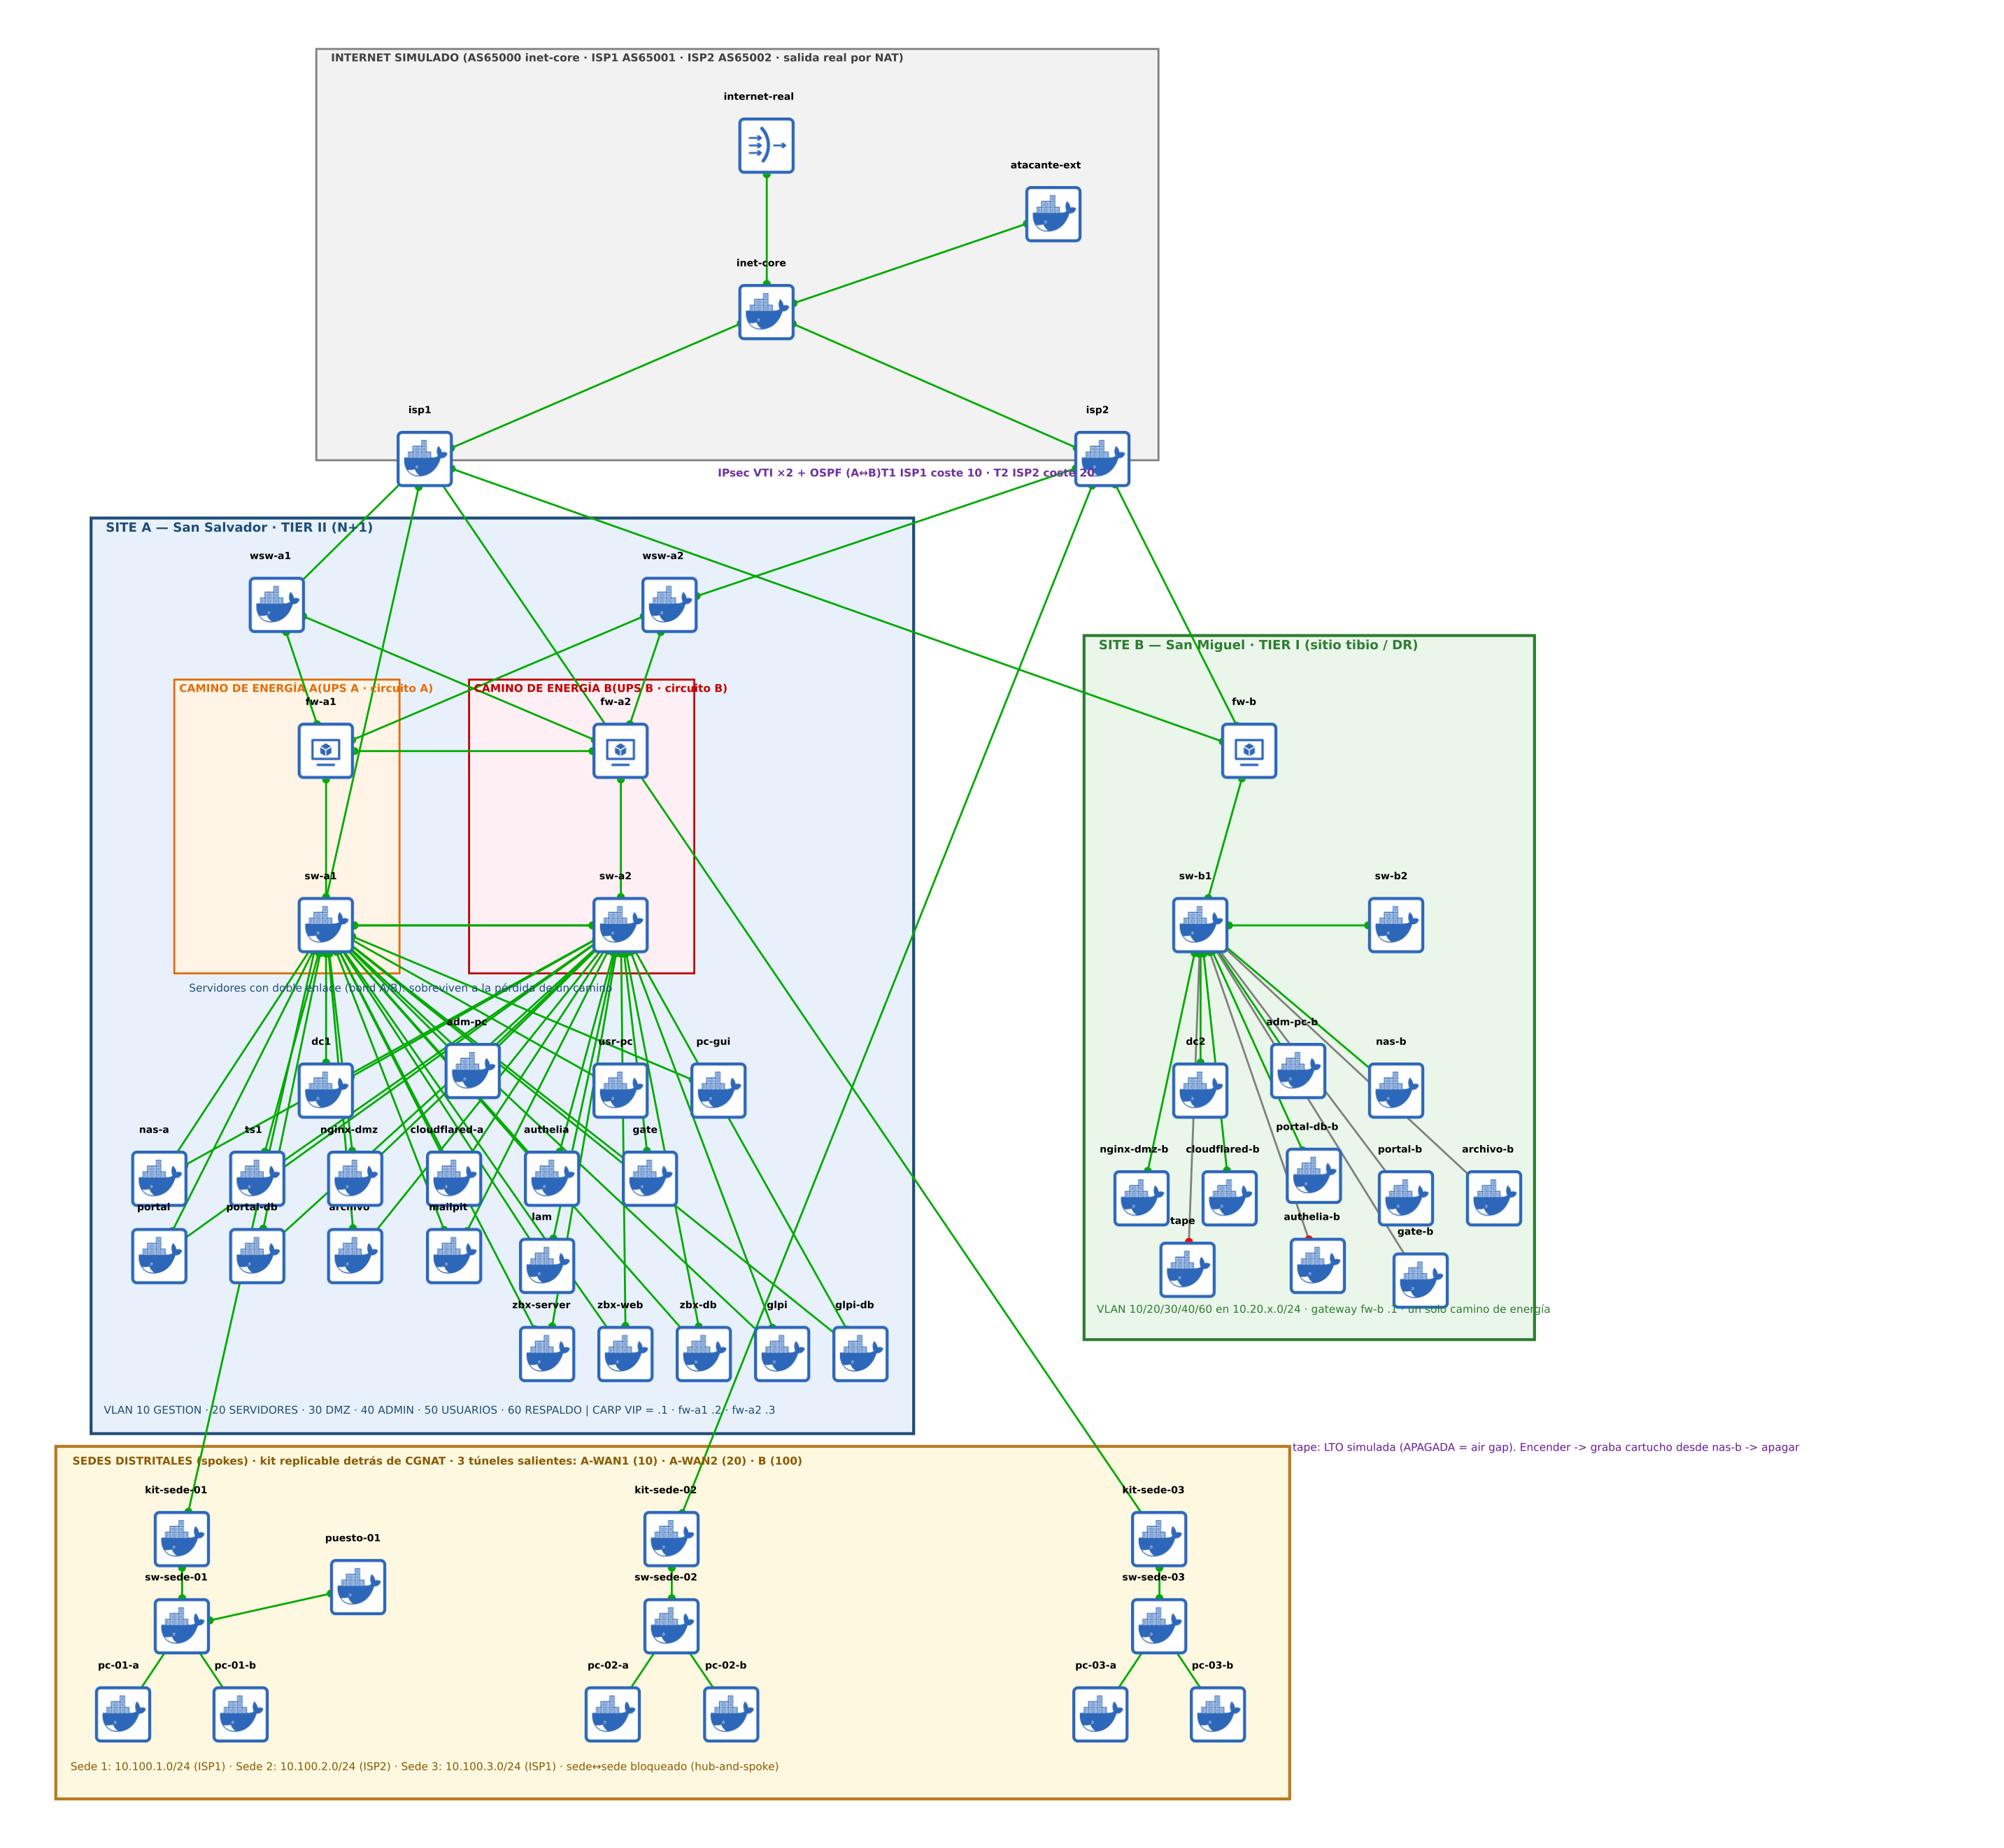 INTERNET SIMULADO (AS65000 inet-core · ISP1 AS65001 · ISP2 AS65002 · salida real por NAT)
internet-real
atacante-ext
inet-core
isp1
isp2
IPsec VTI ×2 + OSPF (A↔B)T1 ISP1 coste 10 · T2 ISP2 coste 20
SITE A — San Salvador · TIER II (N+1)
wsw-a1
wsw-a2
CAMINO DE ENERGÍA A(UPS A · circuito A)
CAMINO DE ENERGÍA B(UPS B · circuito B)
fw-a1
fw-a2
sw-a1
sw-a2
Servidores con doble enlace (bond A/B): sobreviven a la pérdida de un camino
adm-pc
dc1
usr-pc
pc-gui
nas-a
ts1
nginx-dmz
cloudflared-a
authelia
gate
portal
portal-db
archivo
mailpit
lam
zbx-server
zbx-web
zbx-db
glpi
glpi-db
VLAN 10 GESTION · 20 SERVIDORES · 30 DMZ · 40 ADMIN · 50 USUARIOS · 60 RESPALDO | CARP VIP = .1 · fw-a1 .2 · fw-a2 .3
SITE B — San Miguel · TIER I (sitio tibio / DR)
fw-b
sw-b1
sw-b2
adm-pc-b
dc2
nas-b
portal-db-b
nginx-dmz-b
cloudflared-b
portal-b
archivo-b
tape
authelia-b
gate-b
VLAN 10/20/30/40/60 en 10.20.x.0/24 · gateway fw-b .1 · un solo camino de energía
tape: LTO simulada (APAGADA = air gap). Encender -> graba cartucho desde nas-b -> apagar
SEDES DISTRITALES (spokes) · kit replicable detrás de CGNAT · 3 túneles salientes: A-WAN1 (10) · A-WAN2 (20) · B (100)
kit-sede-01
kit-sede-02
kit-sede-03
puesto-01
sw-sede-01
sw-sede-02
sw-sede-03
pc-01-a
pc-01-b
pc-02-a
pc-02-b
pc-03-a
pc-03-b
Sede 1: 10.100.1.0/24 (ISP1) · Sede 2: 10.100.2.0/24 (ISP2) · Sede 3: 10.100.3.0/24 (ISP1) · sede↔sede bloqueado (hub-and-spoke)